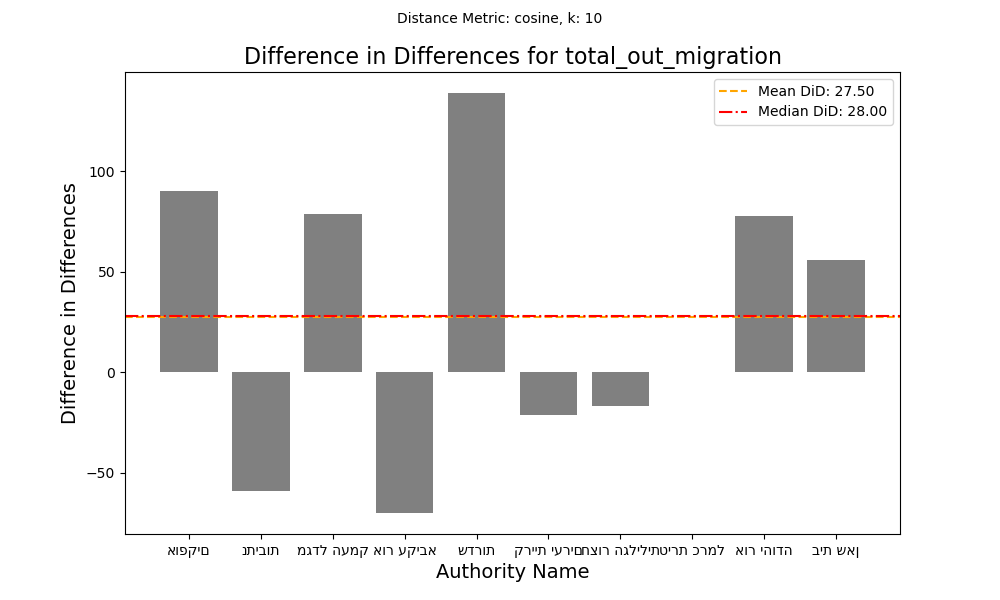 Distance Metric: cosine, k: 10
Difference in Differences for total_out_migration
Mean DiD: 27.50
Median DiD: 28.00
Difference in Differences
100
50
0
−50
אופקים
נתיבות
מגדל העמק
אור עקיבא
שדרות
קריית יערים
חצור הגלילית
טירת כרמל
אור יהודה
בית שאן
Authority Name